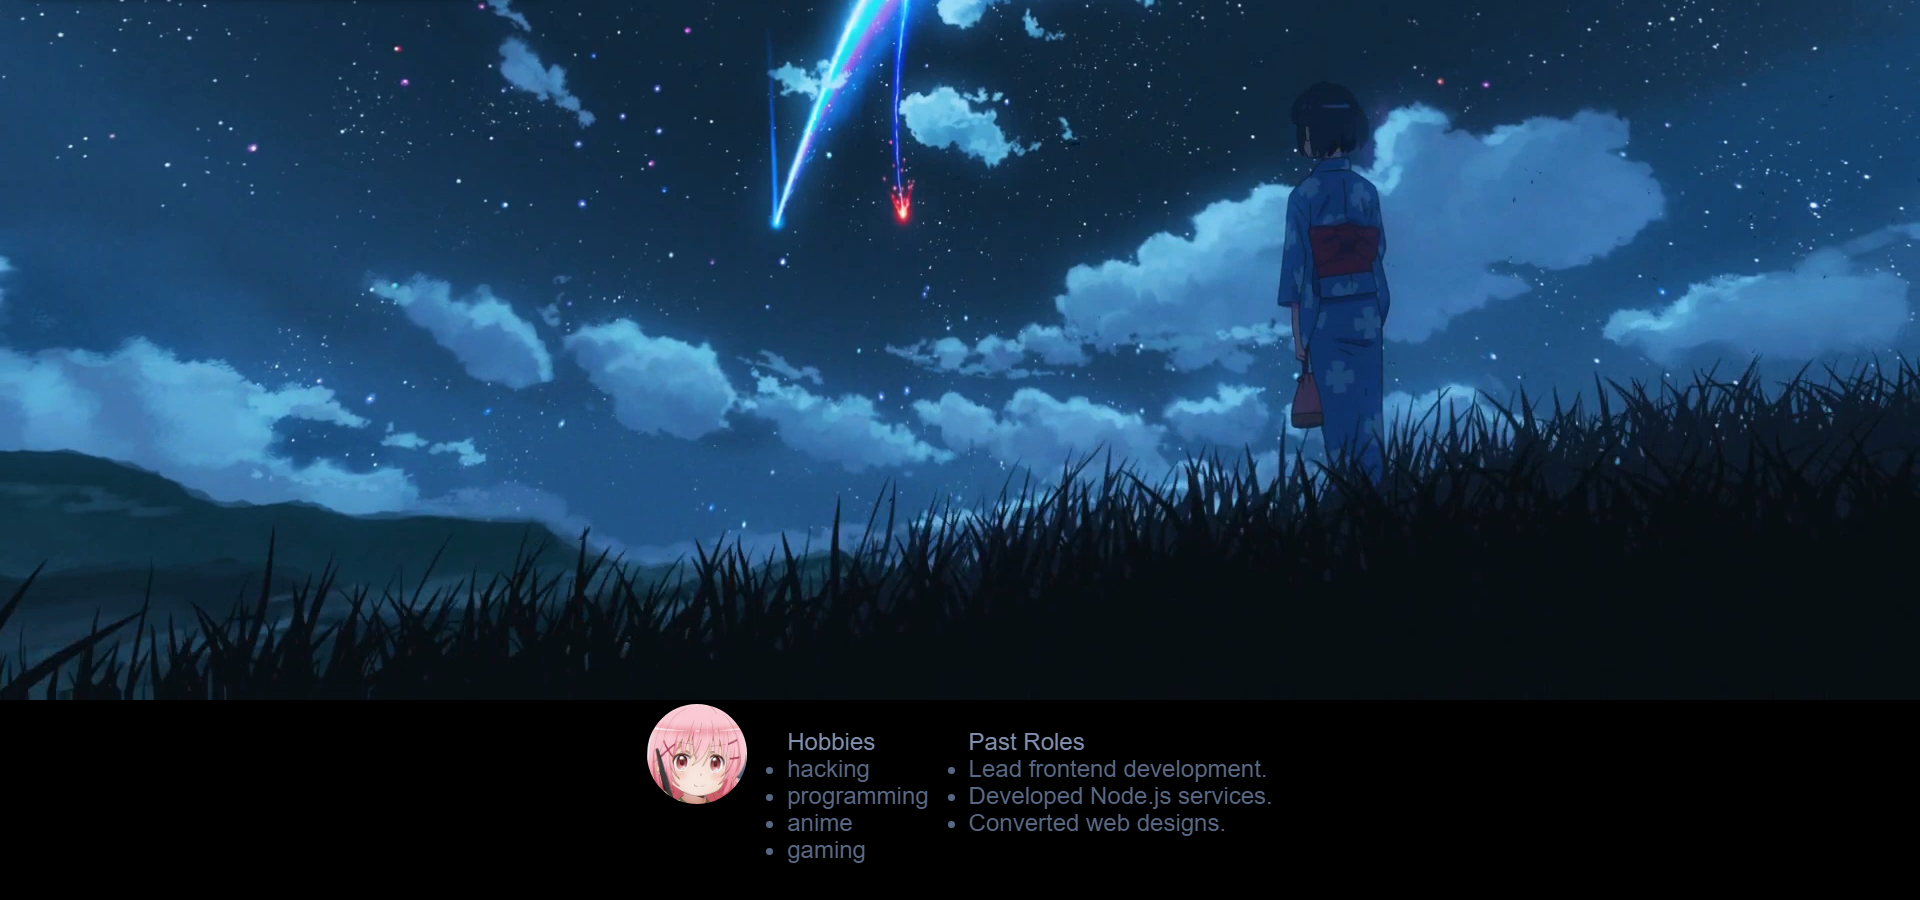 Hobbies
hacking
programming
anime
gaming
Past Roles
Lead frontend development.
Developed Node.js services.
Converted web designs.